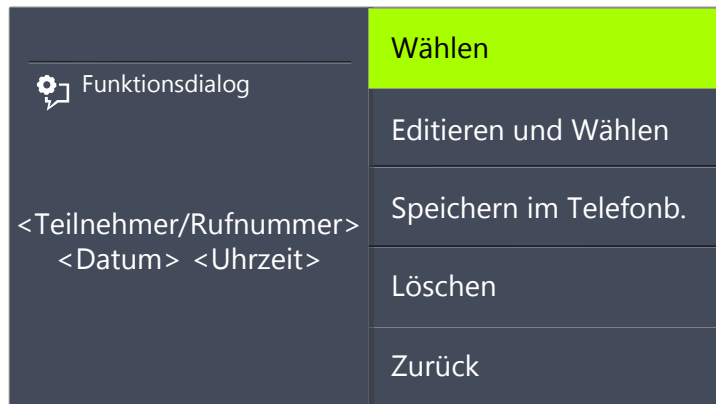 Funktionsdialog
<Teilnehmer/Rufnummer>
<Datum> <Uhrzeit>
Wählen
Editieren und Wählen
Speichern im Telefonb.
Löschen
Zurück